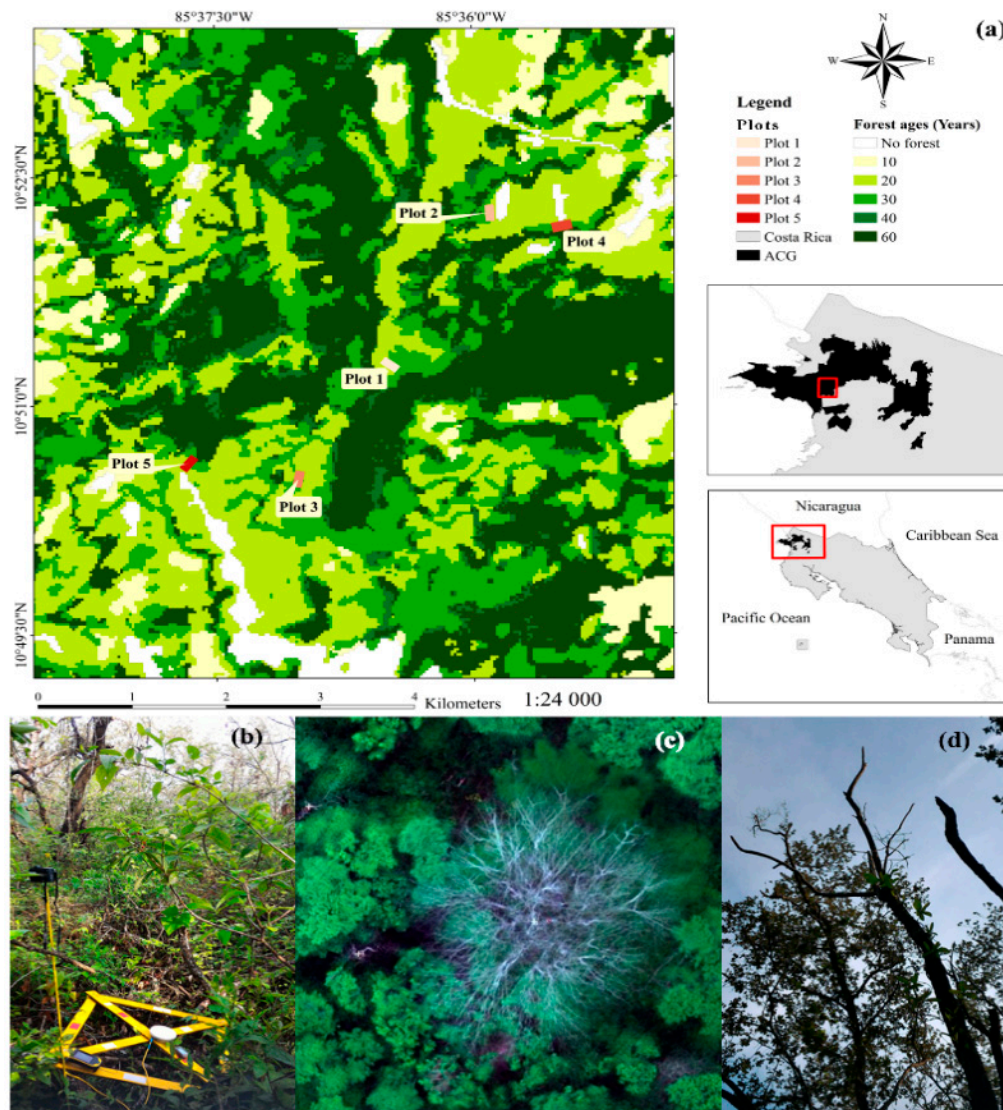 85°37'30"W
85°36'0"W
(a)
N
W
E
S
10°52'30"N
10°51'0"N
10°49'30"N
Plot 2
Plot 4
Plot 1
Plot 5
Plot 3
Legend
Plots
Plot 1
Plot 2
Plot 3
Plot 4
Plot 5
Costa Rica
ACG
Forest ages (Years)
No forest
10
20
30
40
60
Nicaragua
Caribbean Sea
Pacific Ocean
Panama
0 1 2 3 4
Kilometers 1:24 000
(b)
(c)
(d)